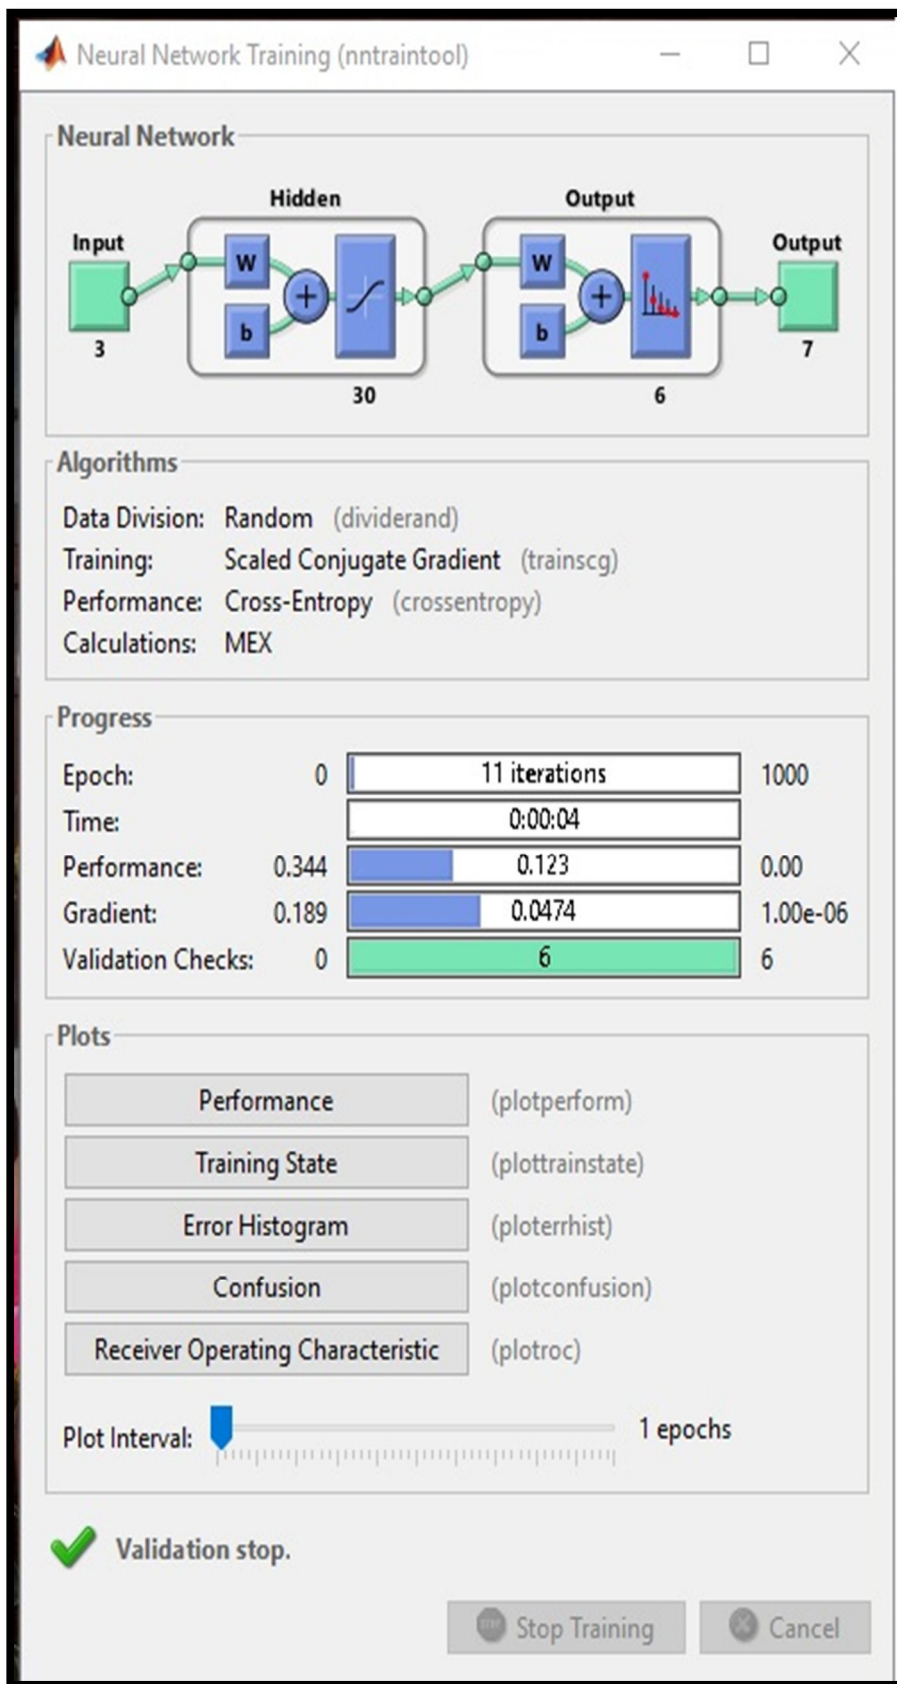 Neural Network Training (nntraintool)
Neural Network
Hidden
Output
Input
Output
W
b
W
b
3
7
30
6
Algorithms
Data Division: Random (dividerand)
Training: Scaled Conjugate Gradient (trainscg)
Performance: Cross-Entropy (crossentropy)
Calculations: MEX
Progress
Epoch: 0 11 iterations 1000
Time: 0:00:04
Performance: 0.344 0.123 0.00
Gradient: 0.189 0.0474 1.00e-06
Validation Checks: 0 6 6
Plots
Performance (plotperform)
Training State (plottrainstate)
Error Histogram (ploterrhist)
Confusion (plotconfusion)
Receiver Operating Characteristic (plotroc)
Plot Interval: 1 epochs
Validation stop.
STOP Stop Training Cancel